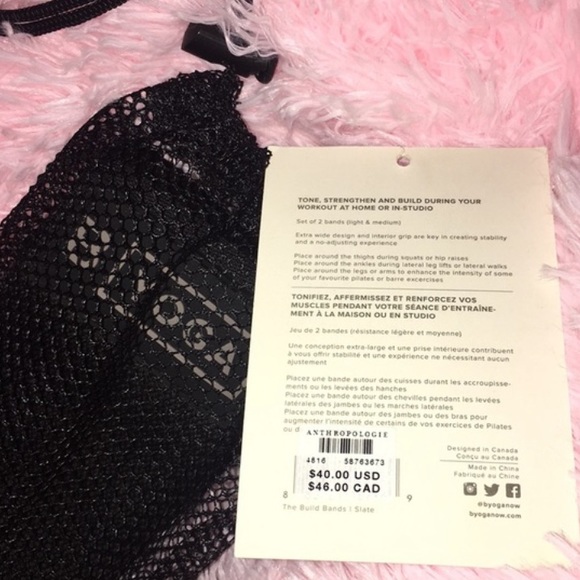 B YOGA
TONE, STRENGTHEN AND BUILD DURING YOUR
WORKOUT AT HOME OR IN-STUDIO
Set of 2 bands (light & medium)
Extra wide design and interior grip are key in creating stability
and a no-adjusting experience
Place around the thighs during squats or hip raises
Place around the ankles during lateral leg lifts or lateral walks
Place around the legs or arms to enhance the intensity of some
of your favourite pilates or barre excercises
TONIFIEZ, AFFERMISSEZ ET RENFORCEZ VOS
MUSCLES PENDANT VOTRE SÉANCE D'ENTRAÎNE-
MENT À LA MAISON OU EN STUDIO
Jeu de 2 bandes (résistance légère et moyenne)
Une conception extra-large et une prise intérieure contribuent
à vous offrir stabilité et une expérience ne nécessitant aucun
ajustement
Placez une bande autour des cuisses durant les accroupisse-
ments ou les levées des hanches
Placez une bande autour des chevilles pendant les levées
latérales des jambes ou les marches latérales
Placez une bande autour des jambes ou des bras pour
augmenter l'intensité de certains de vos exercices de Pilates
ou d
ANTHROPOLOGIE
4816 58763673
$40.00 USD
$46.00 CAD
8 9
The Build Bands | Slate
Designed in Canada
Conçu au Canada
Made in China
Fabriqué au Chine
@byoganow
byoganow.com